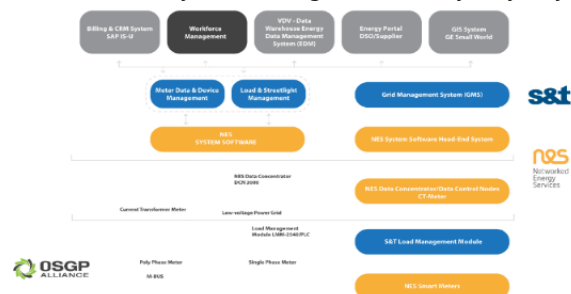 Billing & CRM System
SAP IS-U
Workforce
Management
VDV - Data
Warehouse Energy
Data Management
System (EDM)
Energy Portal
DSO/Supplier
GIS System
GE Small World
Meter Data & Device
Management
Load & Streetlight
Management
Grid Management System (GMS)
s&t
NES
SYSTEM SOFTWARE
NES System Software Head-End System
nes
Networked
Energy
Services
NES Data Concentrator
DCN 2000
NES Data Concentrator/Data Control Nodes
CT-Meter
Current Transformer Meter
Low-voltage Power Grid
Load Management
S&T Load Management Module
OSGP
ALLIANCE
Poly Phase Meter
Single Phase Meter
M-BUS
NES Smart Meters